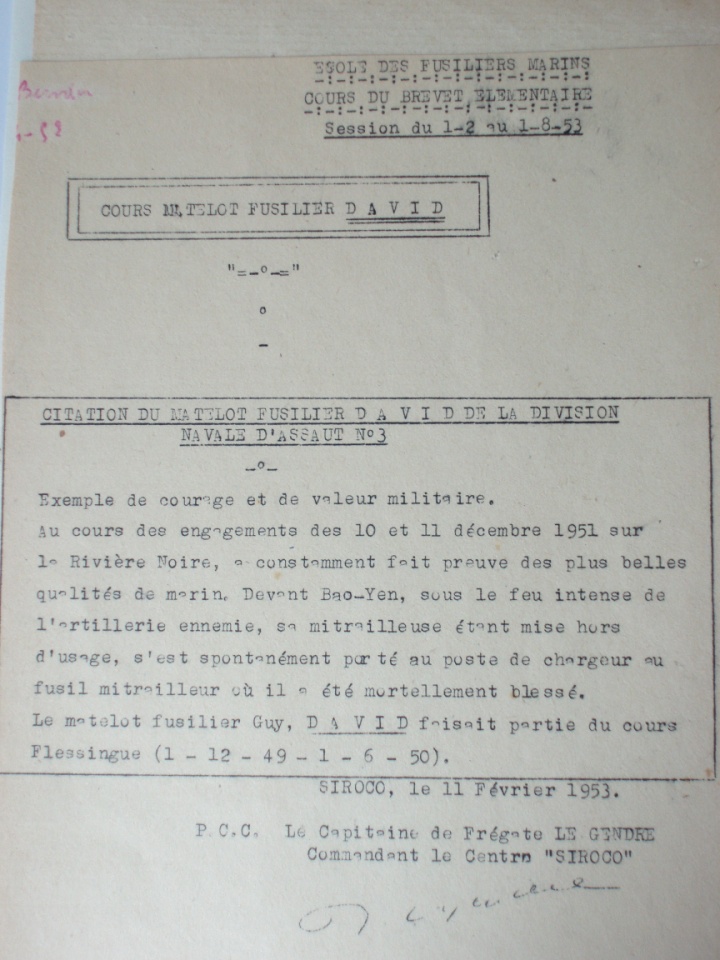 ESOLE DES FUSILIERS MARINS
-:-:-:-:-:-:-:-:-:-:-:-:-:-
COURS DU BREVET ELEMENTAIRE
-:-:-:-:-:-:-:-:-:-:-:-:-:-
Session du 1-2 au 1-8-53
COURS MATELOT FUSILIER D A V I D
"=_o_="
o
-
CITATION DU MATELOT FUSILIER D A V I D DE LA DIVISION
NAVALE D'ASSAUT N°3
_o_
Exemple de courage et de valeur militaire.
Au cours des engagements des 10 et 11 décembre 1951 sur
la Rivière Noire, a constamment fait preuve des plus belles
qualités de marin. Devant Bao-Yen, sous le feu intense de
l'artillerie ennemie, sa mitrailleuse étant mise hors
d'usage, s'est spontanément porté au poste de chargeur au
fusil mitrailleur où il a été mortellement blessé.
Le matelot fusilier Guy, D A V I D faisait partie du cours
Flessingue (1 - 12 - 49 - 1 - 6 - 50).
SIROCO, le 11 Février 1953.
P.C.C. Le Capitaine de Frégate LE GENDRE
Commandant le Centre "SIROCO"